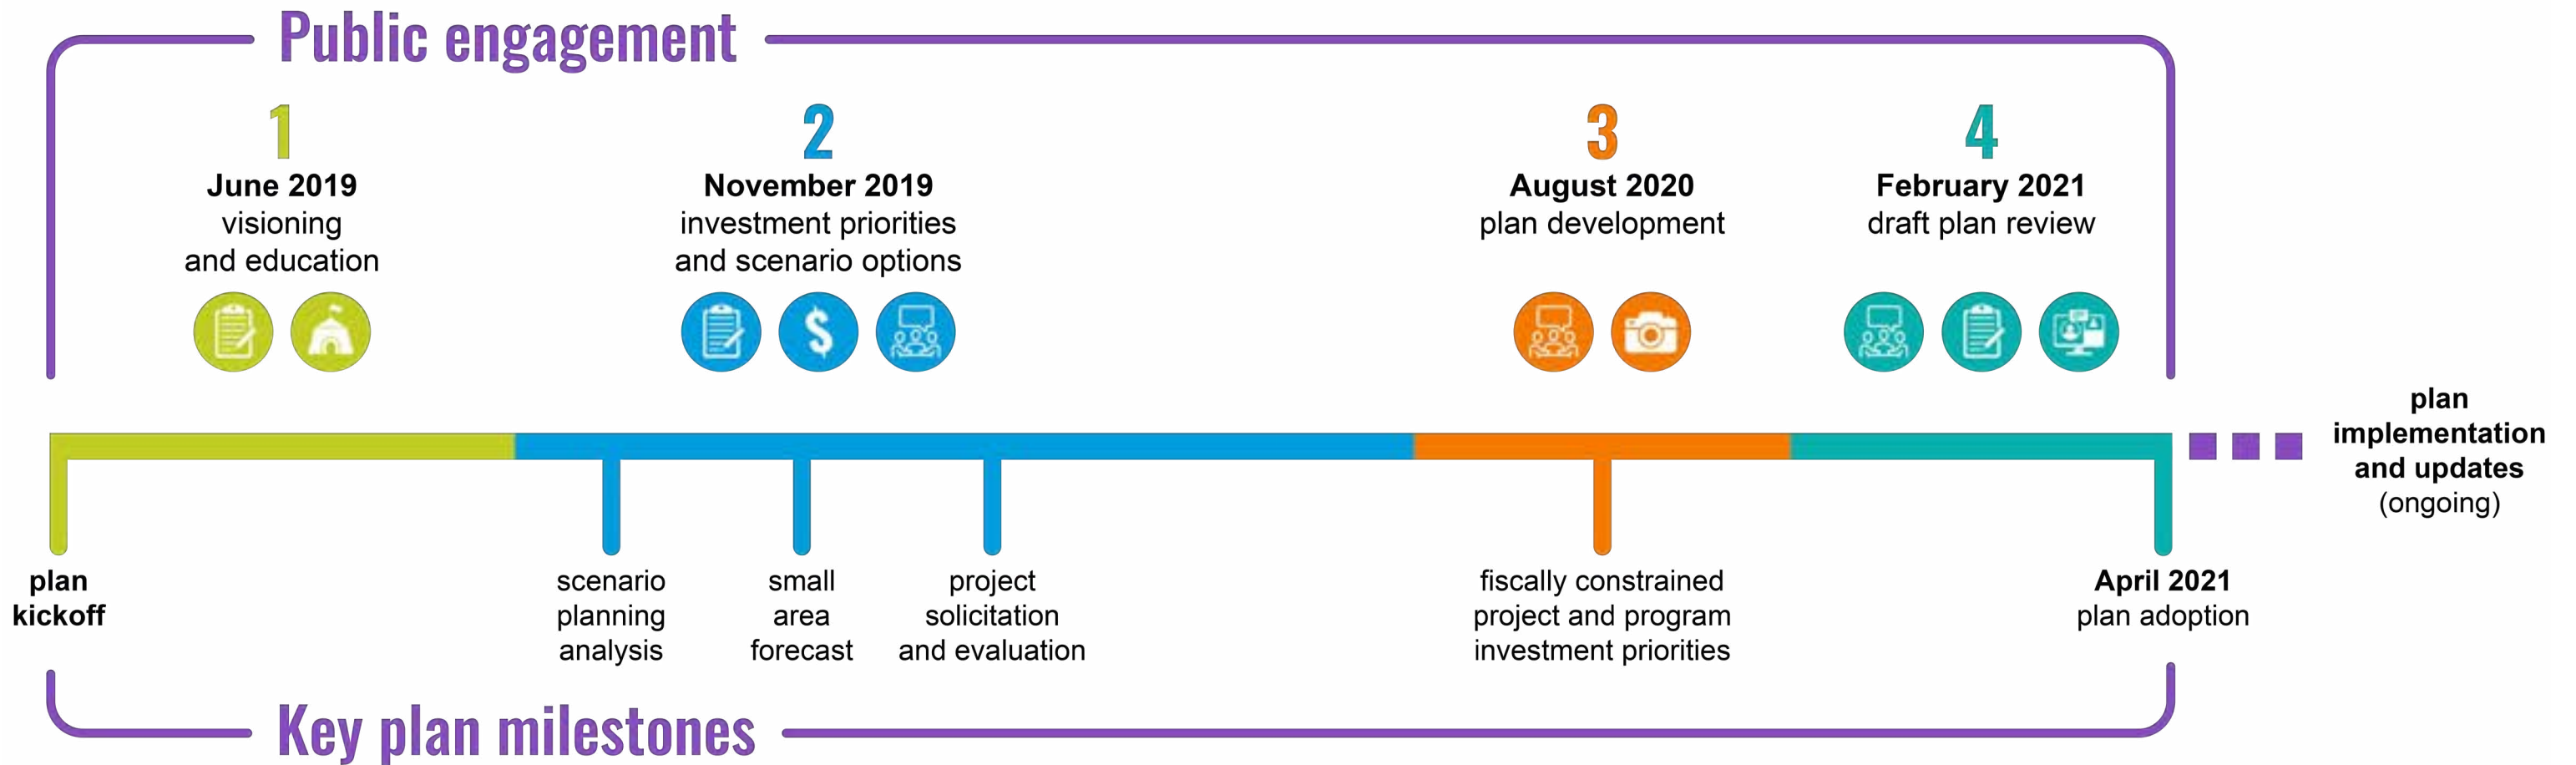 Public engagement
1
June 2019
visioning
and education
2
November 2019
investment priorities
and scenario options
$
3
August 2020
plan development
4
February 2021
draft plan review
plan
implementation
and updates
(ongoing)
plan
kickoff
scenario
planning
analysis
small
area
forecast
project
solicitation
and evaluation
fiscally constrained
project and program
investment priorities
April 2021
plan adoption
Key plan milestones